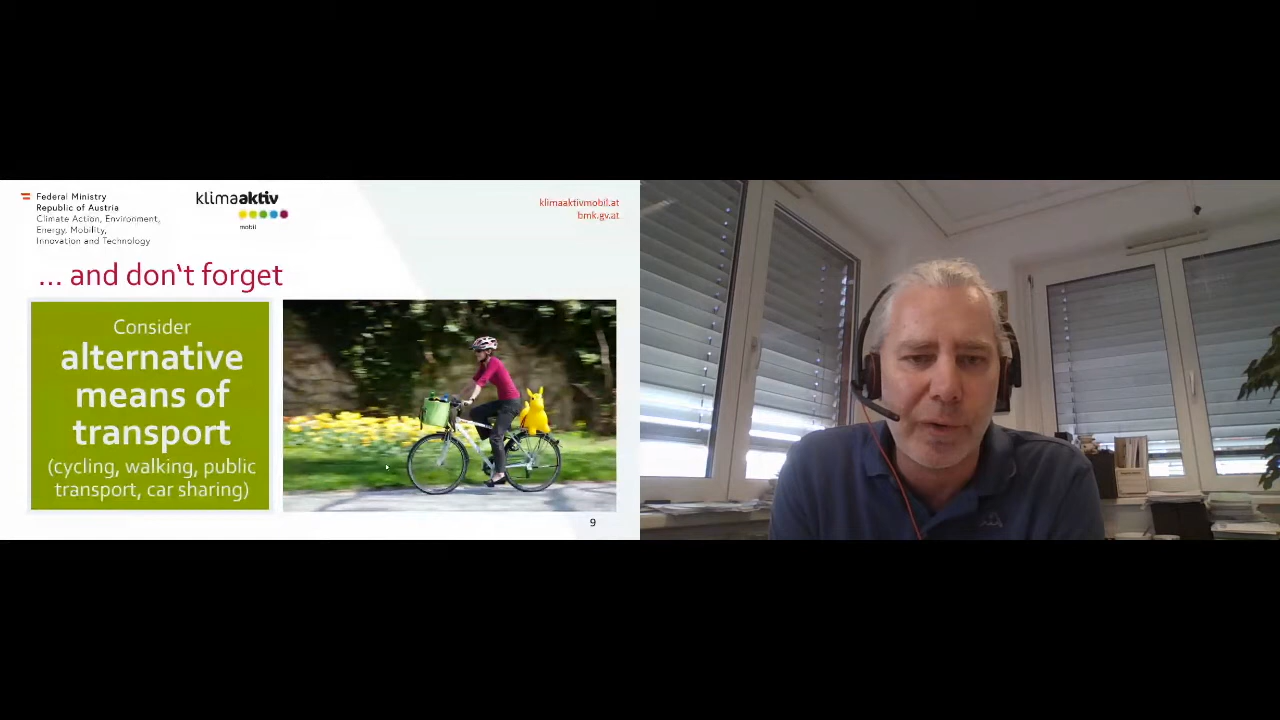 Federal Ministry
Republic of Austria
Climate Action, Environment,
Energy, Mobility,
Innovation and Technology
klimaaktiv
mobil
klimaaktivmobil.at
bmk.gv.at
... and don't forget
Consider
alternative
means of
transport
(cycling, walking, public
transport, car sharing)
9